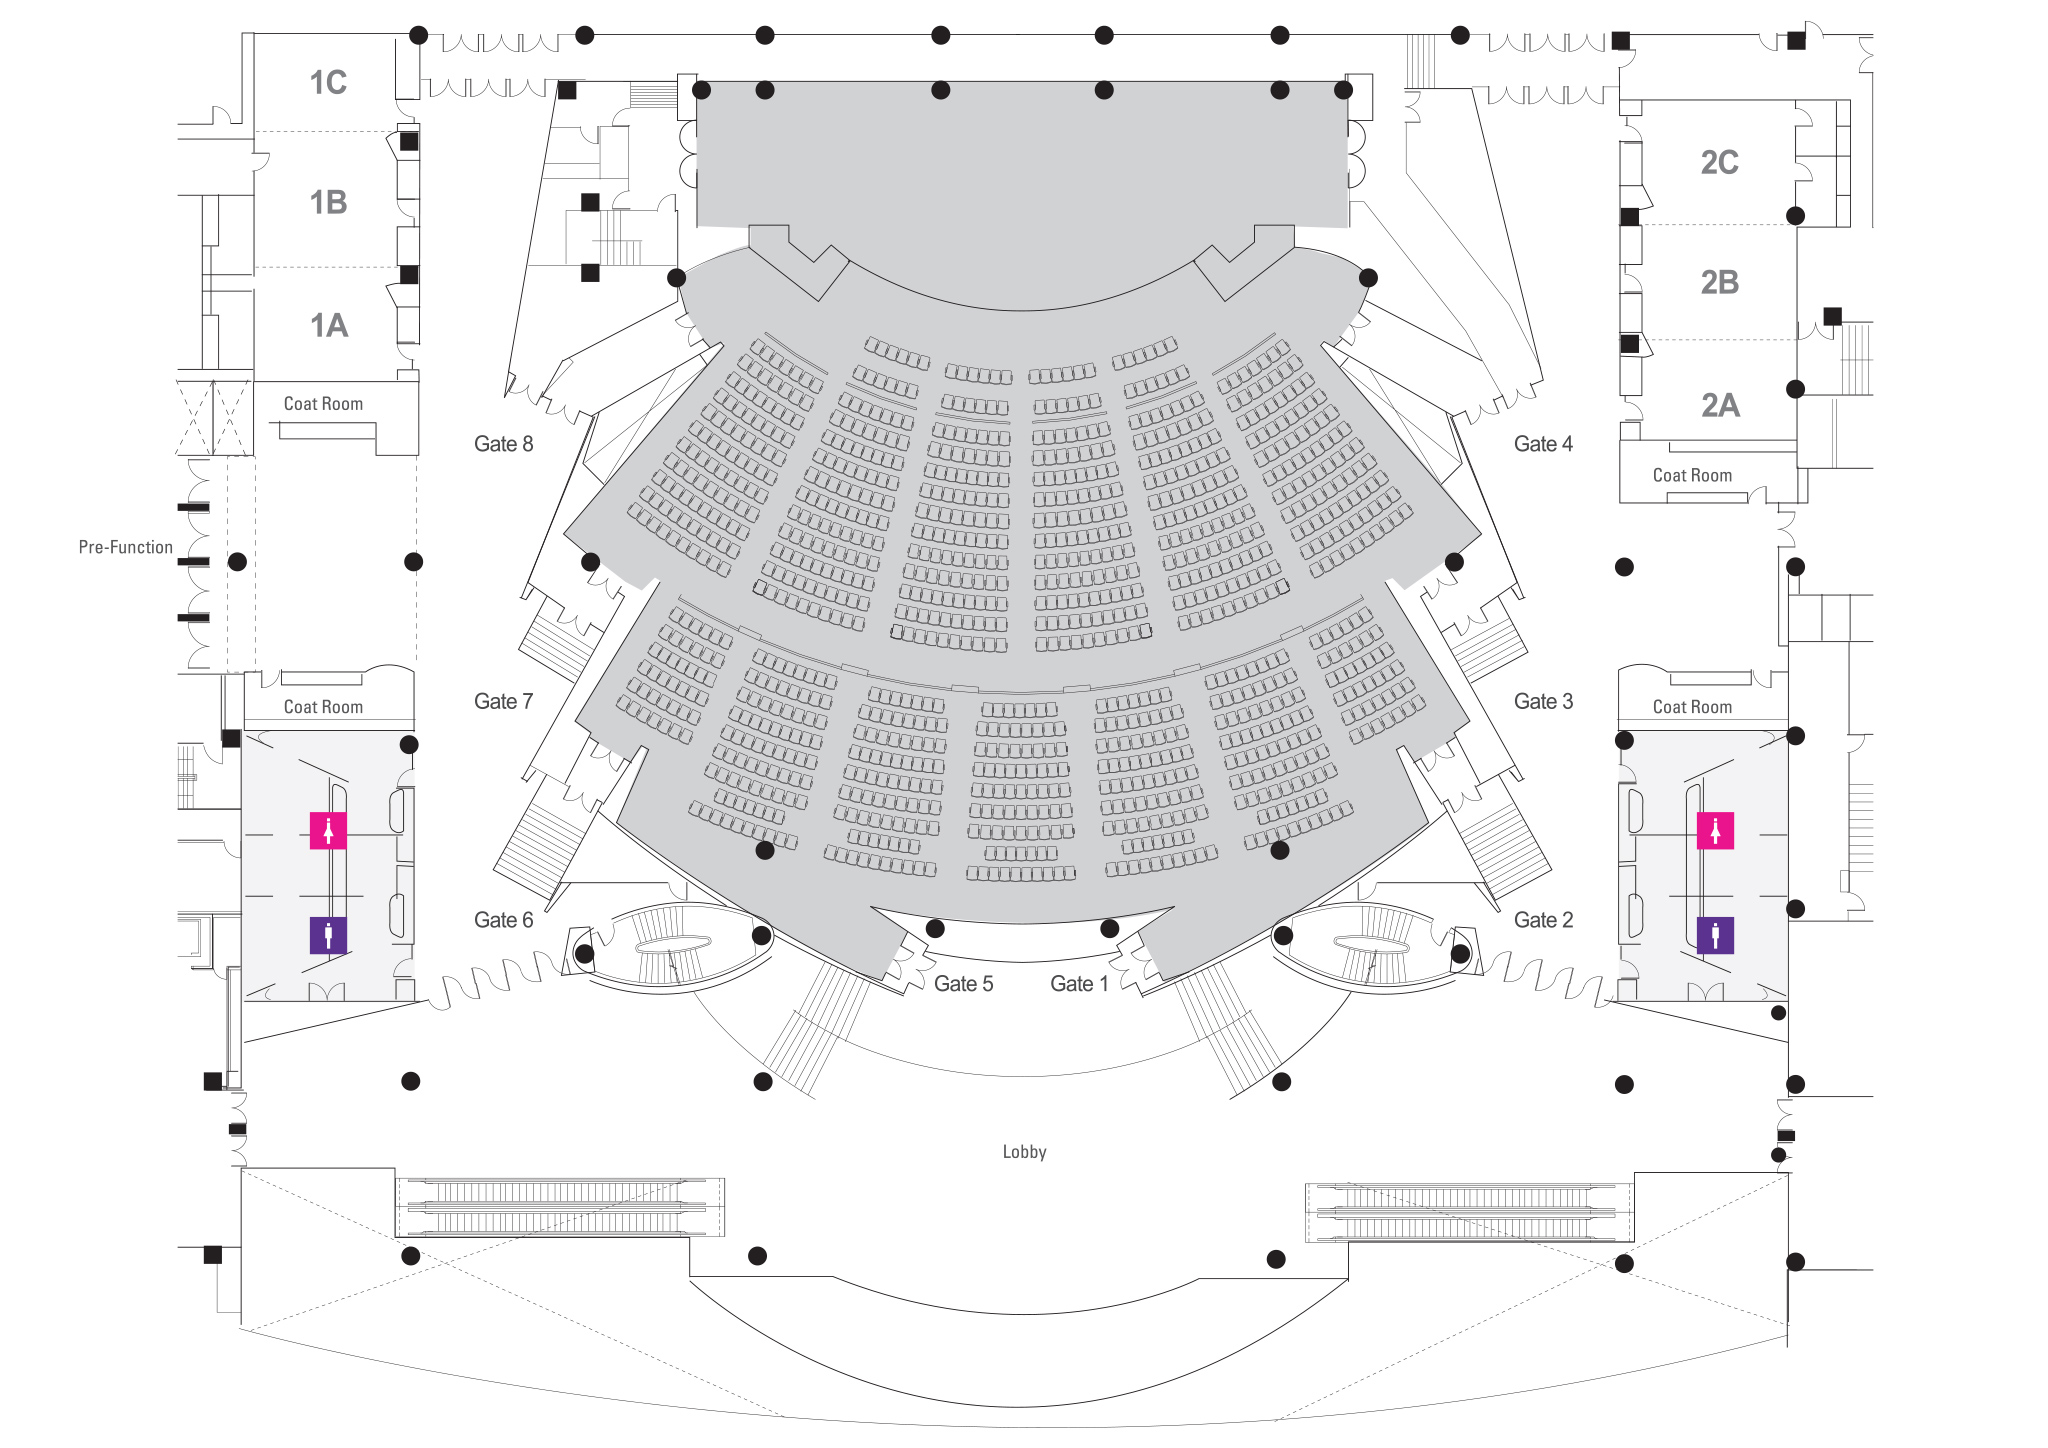 1C
1B
1A
2C
2B
2A
Coat Room
Coat Room
Gate 8
Gate 4
Pre-Function
Gate 7
Gate 3
Coat Room
Coat Room
Gate 6
Gate 2
Gate 5
Gate 1
Lobby